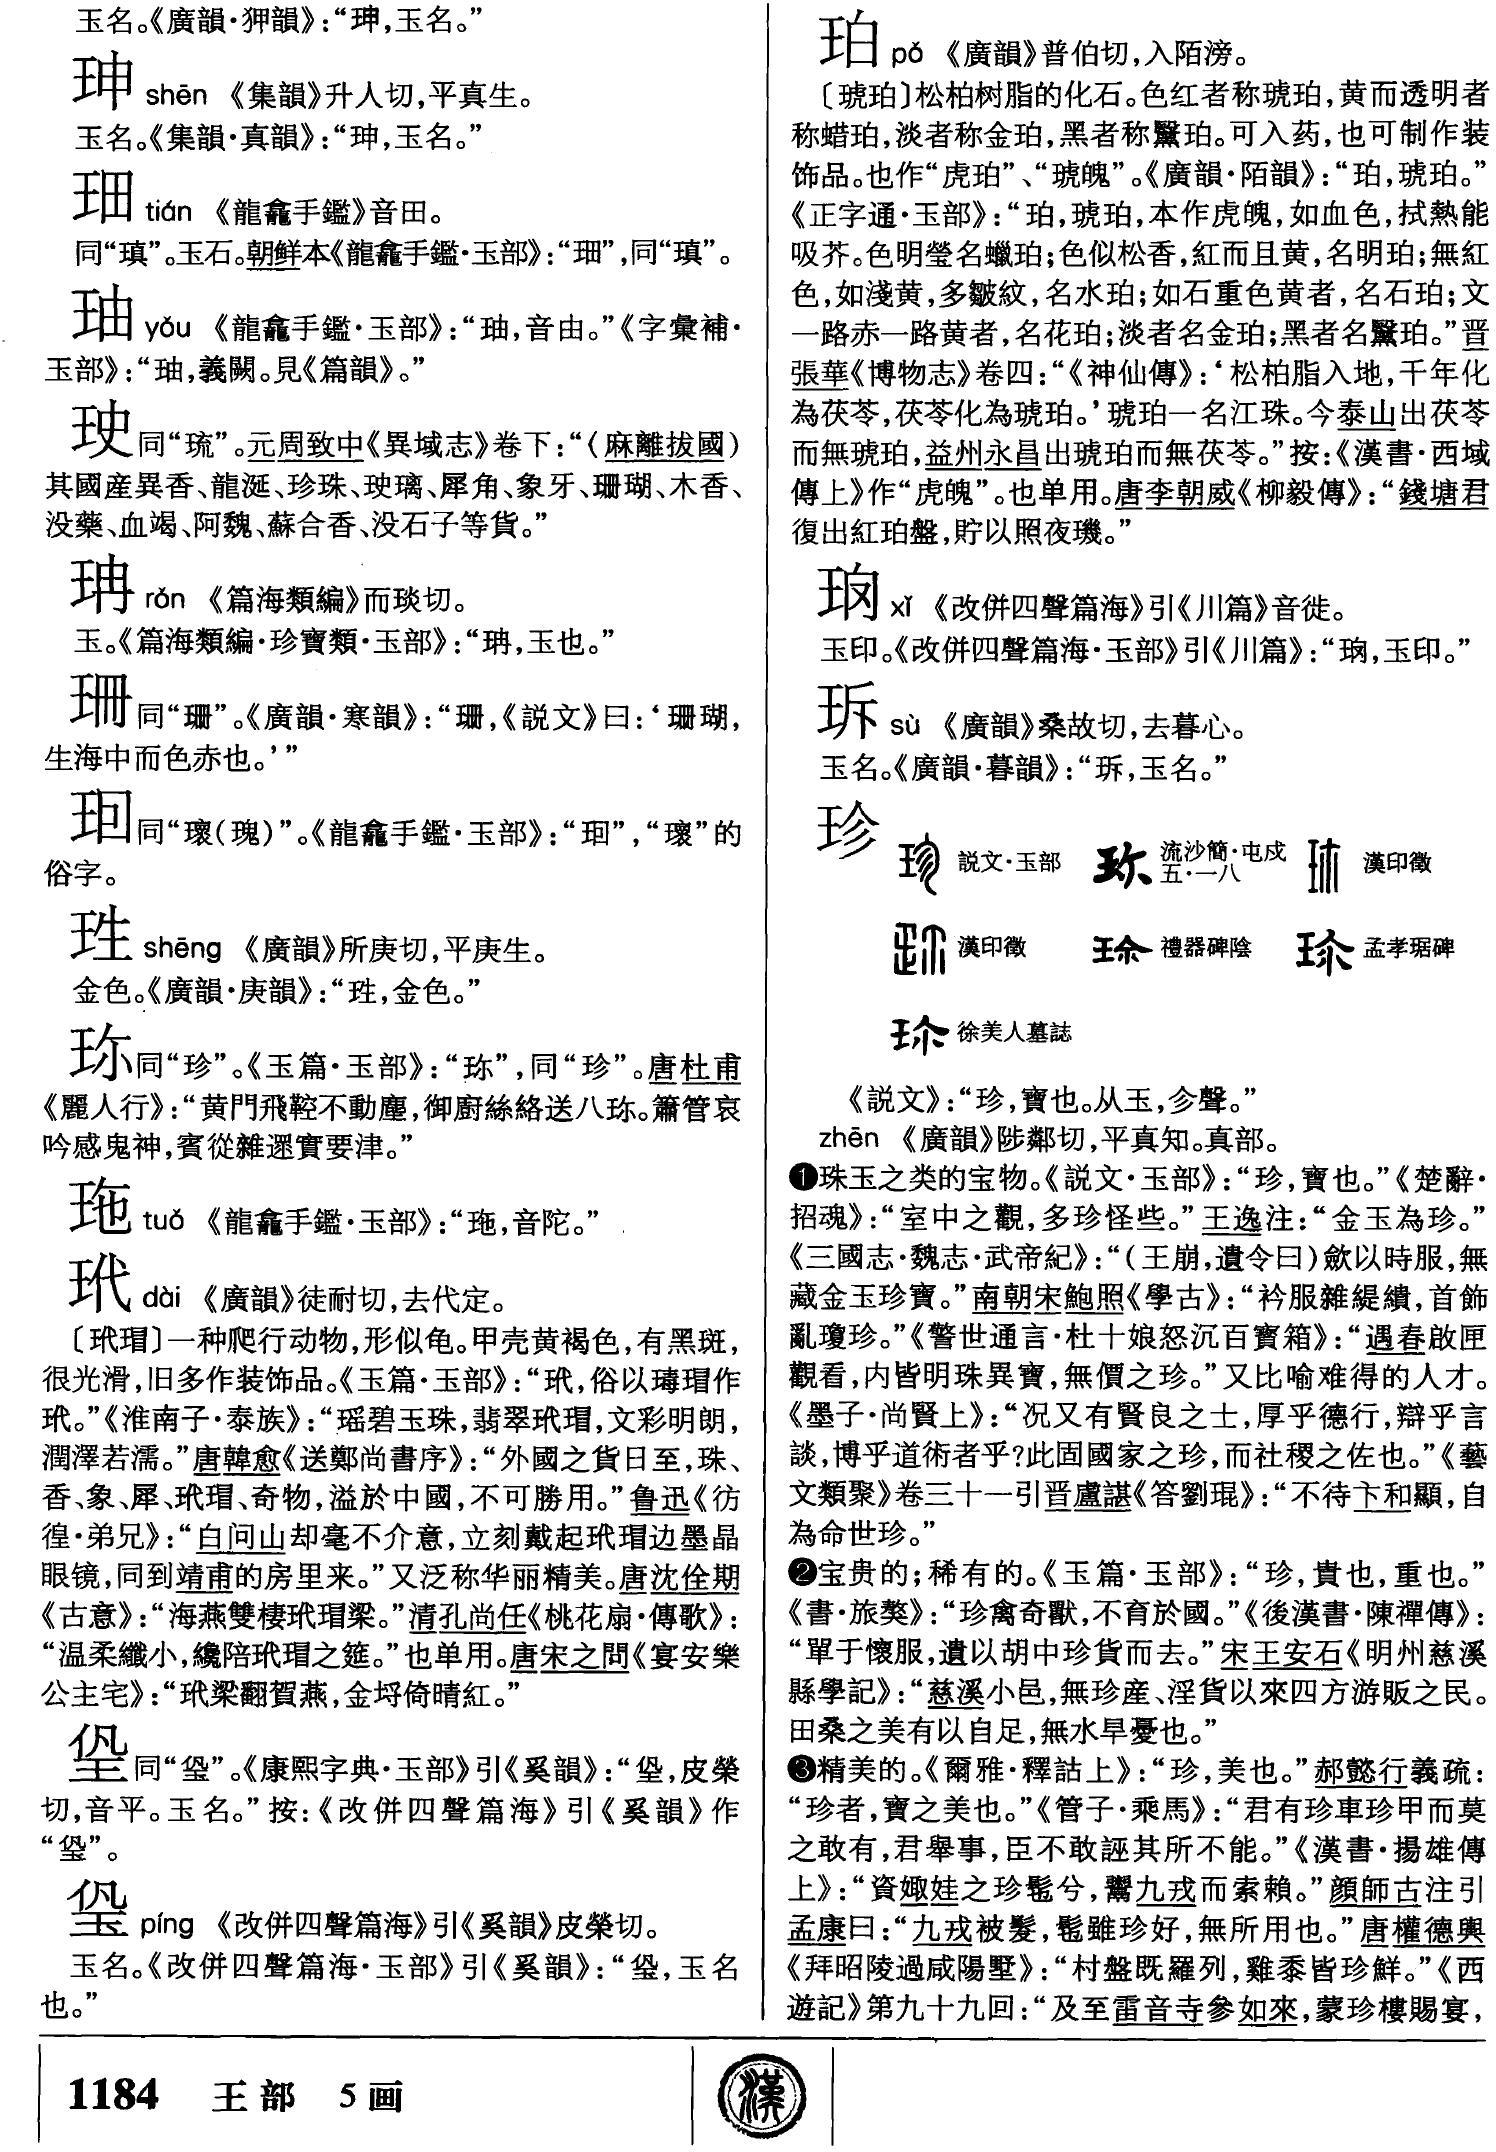 玉名。《廣韻·狎韻》：“玾，玉名。”
珅 shēn 《集韻》升人切，平真生。
玉名。《集韻·真韻》：“珅，玉名。”
𤤔 tián 《龍龕手鑑》音田。
同“瑱”。玉石。朝鲜本《龍龕手鑑·玉部》：“𤤔”，同“瑱”。
㕀 yǒu 《龍龕手鑑·玉部》：“，音由。”《字彙補·
玉部》：“，義闕。見《篇韻》。”
同“琉”。元周致中《異域志》卷下：“（麻離拔國）
其國産異香、龍涎、珍珠、玻璃、犀角、象牙、珊瑚、木香、
没藥、血竭、阿魏、蘇合香、没石子等貨。”
rǒn 《篇海類編》而琰切。
玉。《篇海類編·珍寶類·玉部》：“，玉也。”
珊 同“珊”。《廣韻·寒韻》：“珊，《説文》曰：‘珊瑚，
生海中而色赤也。’”
同“瓌（瑰）”。《龍龕手鑑·玉部》：“”，“瓌”的
俗字。
珄 shēng 《廣韻》所庚切，平庚生。
金色。《廣韻·庚韻》：“珄，金色。”
珎 同“珍”。《玉篇·玉部》：“珎”，同“珍”。唐杜甫
《麗人行》：“黄門飛鞚不動塵，御廚絲絡送八珎。簫管哀
吟感鬼神，賓從雜遝實要津。”
tuǒ 《龍龕手鑑·玉部》：“，音陀。”
玳 dài 《廣韻》徒耐切，去代定。
〔玳瑁〕一种爬行动物，形似龟。甲壳黄褐色，有黑斑，
很光滑，旧多作装饰品。《玉篇·玉部》：“玳，俗以瑇瑁作
玳。”《淮南子·泰族》：“瑶碧玉珠，翡翠玳瑁，文彩明朗，
潤澤若濡。”唐韓愈《送鄭尚書序》：“外國之貨日至，珠、
香、象、犀、玳瑁、奇物，溢於中國，不可勝用。”鲁迅《彷
徨·弟兄》：“白问山却毫不介意，立刻戴起玳瑁边墨晶
眼镜，同到靖甫的房里来。”又泛称华丽精美。唐沈佺期
《古意》：“海燕雙棲玳瑁梁。”清孔尚任《桃花扇·傳歌》：
“温柔纖小，纔陪玳瑁之筵。”也单用。唐宋之問《宴安樂
公主宅》：“玳梁翻賀燕，金埒倚晴紅。”
同“”。《康熙字典·玉部》引《奚韻》：“，皮榮
切，音平。玉名。”按：《改併四聲篇海》引《奚韻》作
“”。
píng 《改併四聲篇海》引《奚韻》皮榮切。
玉名。《改併四聲篇海·玉部》引《奚韻》：“，玉名
也。”
珀 pǒ 《廣韻》普伯切，入陌滂。
〔琥珀〕松柏树脂的化石。色红者称琥珀，黄而透明者
称蜡珀，淡者称金珀，黑者称黳珀。可入药，也可制作装
饰品。也作“虎珀”、“琥魄”。《廣韻·陌韻》：“珀，琥珀。”
《正字通·玉部》：“珀，琥珀，本作虎魄，如血色，拭熱能
吸芥。色明瑩名蠟珀；色似松香，紅而且黄，名明珀；無紅
色，如淺黄，多皺紋，名水珀；如石重色黄者，名石珀；文
一路赤一路黄者，名花珀；淡者名金珀；黑者名黳珀。”晋
張華《博物志》卷四：“《神仙傳》：‘松柏脂入地，千年化
為茯苓，茯苓化為琥珀。’琥珀一名江珠。今泰山出茯苓
而無琥珀，益州永昌出琥珀而無茯苓。”按：《漢書·西域
傳上》作“虎魄”。也单用。唐李朝威《柳毅傳》：“錢塘君
復出紅珀盤，貯以照夜璣。”
xǐ 《改併四聲篇海》引《川篇》音徙。
玉印。《改併四聲篇海·玉部》引《川篇》：“，玉印。”
sù 《廣韻》桑故切，去暮心。
玉名。《廣韻·暮韻》：“，玉名。”
珍 説文·玉部 流沙簡·屯戍五·一八 漢印徵
漢印徵 禮器碑陰 孟孝琚碑
徐美人墓誌
《説文》：“珍，寶也。从玉，㐱聲。”
zhēn 《廣韻》陟鄰切，平真知。真部。
❶珠玉之类的宝物。《説文·玉部》：“珍，寶也。”《楚辭·
招魂》：“室中之觀，多珍怪些。”王逸注：“金玉為珍。”
《三國志·魏志·武帝紀》：“（王崩，遺令曰）歛以時服，無
藏金玉珍寶。”南朝宋鮑照《學古》：“衿服雜緹繢，首飾
亂瓊珍。”《警世通言·杜十娘怒沉百寶箱》：“遇春啟匣
觀看，内皆明珠異寶，無價之珍。”又比喻难得的人才。
《墨子·尚賢上》：“况又有賢良之士，厚乎德行，辯乎言
談，博乎道術者乎？此固國家之珍，而社稷之佐也。”《藝
文類聚》卷三十一引晋盧諶《答劉琨》：“不待卞和顯，自
為命世珍。”
❷宝贵的；稀有的。《玉篇·玉部》：“珍，貴也，重也。”
《書·旅獒》：“珍禽奇獸，不育於國。”《後漢書·陳禪傳》：
“單于懷服，遺以胡中珍貨而去。”宋王安石《明州慈溪
縣學記》：“慈溪小邑，無珍産、淫貨以來四方游販之民。
田桑之美有以自足，無水旱憂也。”
❸精美的。《爾雅·釋詁上》：“珍，美也。”郝懿行義疏：
“珍者，寶之美也。”《管子·乘馬》：“君有珍車珍甲而莫
之敢有，君舉事，臣不敢誣其所不能。”《漢書·揚雄傳
上》：“資娵娃之珍髢兮，鬻九戎而索賴。”顔師古注引
孟康曰：“九戎被髮，髢雖珍好，無所用也。”唐權德輿
《拜昭陵過咸陽墅》：“村盤既羅列，雞黍皆珍鮮。”《西
遊記》第九十九回：“及至雷音寺參如來，蒙珍樓賜宴，
1184 王部 5画
漢